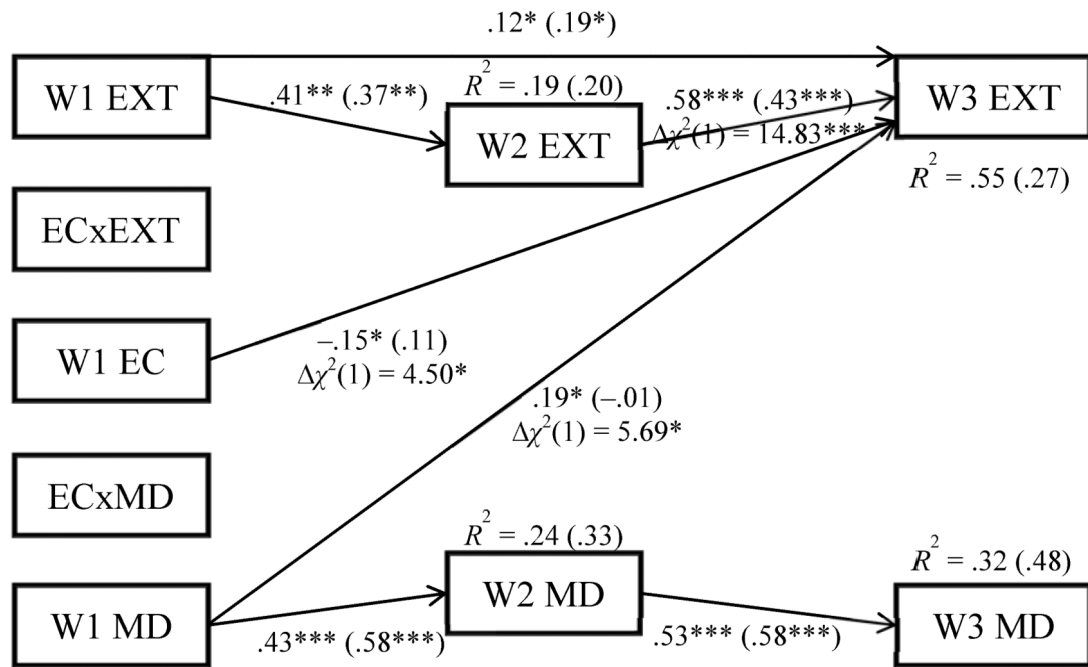 .12* (.19*)
W1 EXT
.41** (.37**)
R² = .19 (.20)
W2 EXT
.58*** (.43***)
Δχ²(1) = 14.83***
W3 EXT
R² = .55 (.27)
ECxEXT
W1 EC
–.15* (.11)
Δχ²(1) = 4.50*
.19* (–.01)
Δχ²(1) = 5.69*
ECxMD
R² = .24 (.33)
W2 MD
R² = .32 (.48)
W1 MD
.43*** (.58***)
.53*** (.58***)
W3 MD